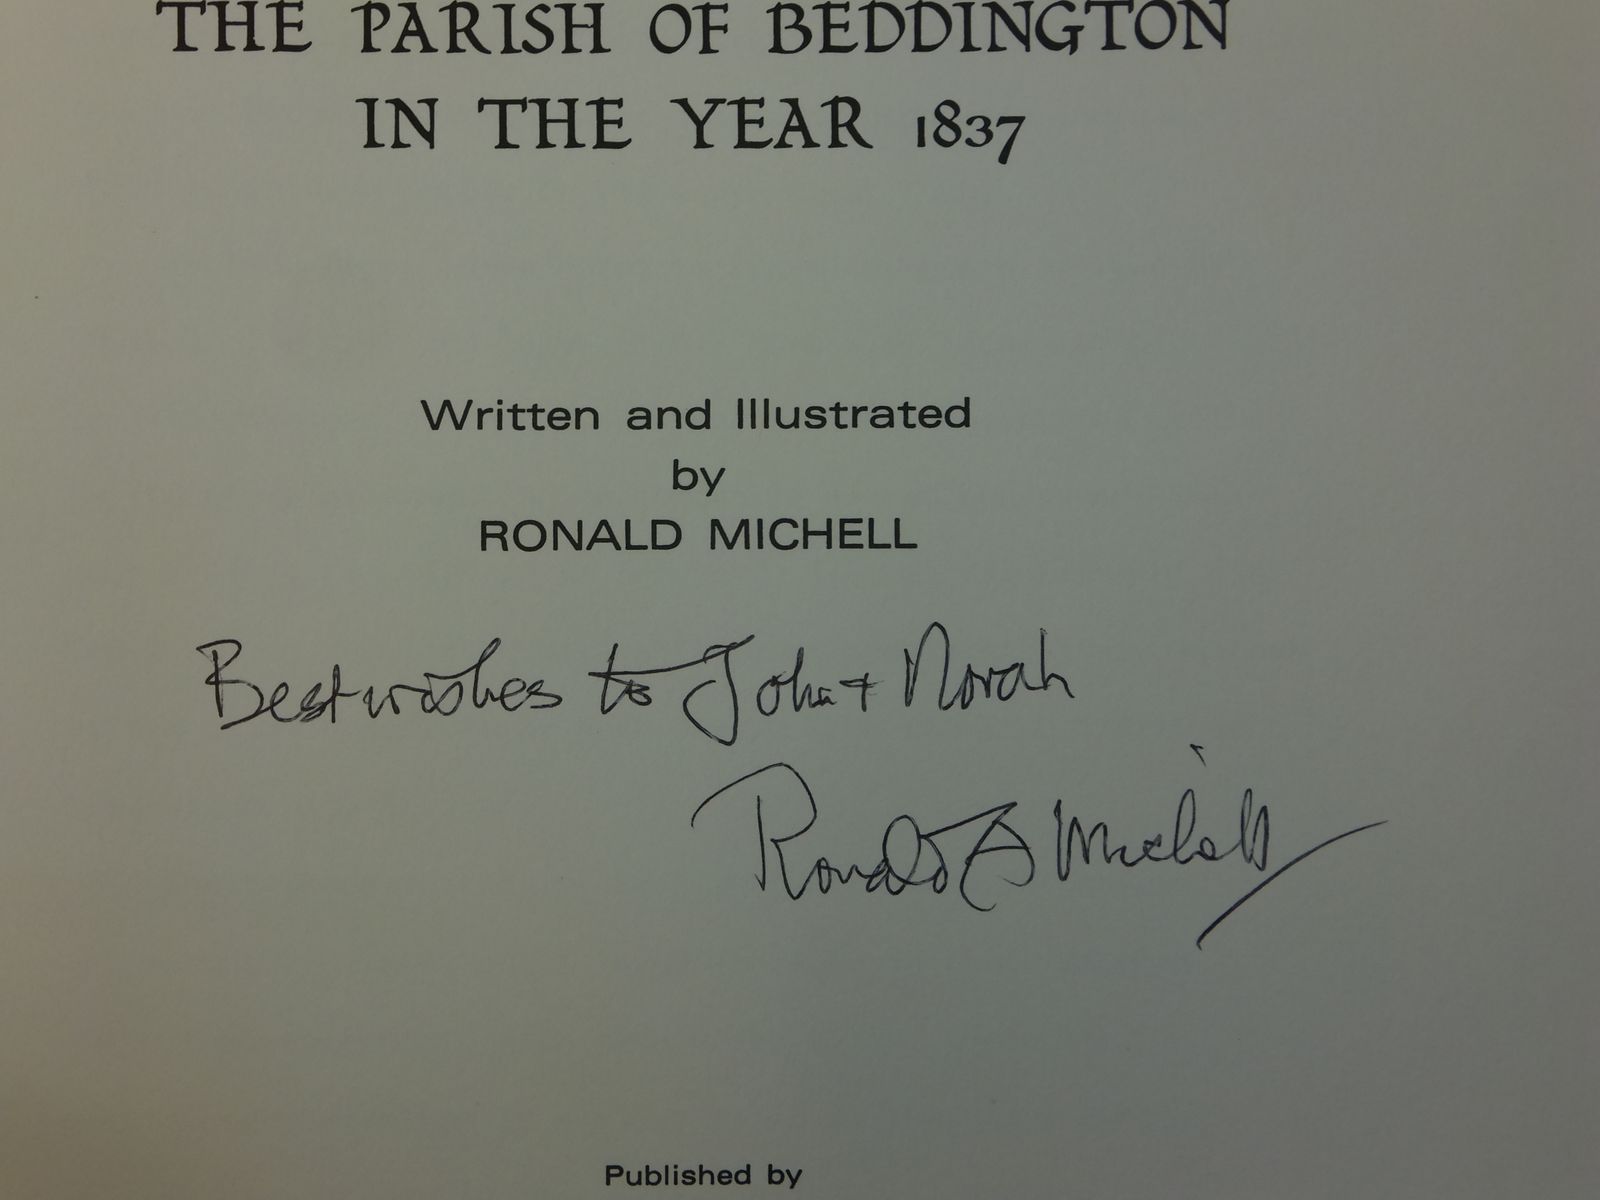 THE PARISH OF BEDDINGTON
IN THE YEAR 1837
Written and Illustrated
by
RONALD MICHELL
Best wishes to John + Norah
Ronald Michell
Published by